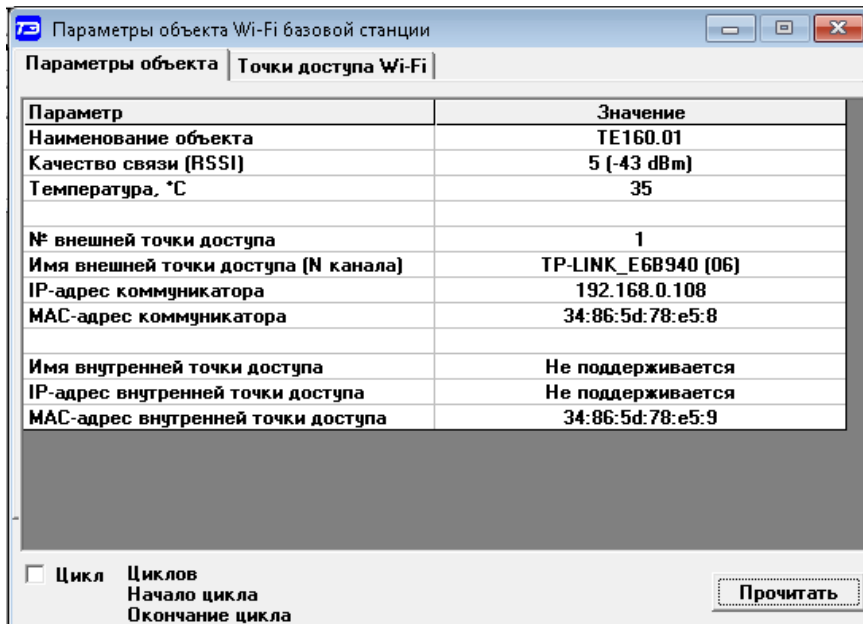 ТЭ Параметры объекта Wi-Fi базовой станции
Параметры объекта Точки доступа Wi-Fi
Параметр Значение
Наименование объекта TE160.01
Качество связи (RSSI) 5 (-43 dBm)
Температура, °C 35
№ внешней точки доступа 1
Имя внешней точки доступа (N канала) TP-LINK_E6B940 (06)
IP-адрес коммуникатора 192.168.0.108
MAC-адрес коммуникатора 34:86:5d:78:e5:8
Имя внутренней точки доступа Не поддерживается
IP-адрес внутренней точки доступа Не поддерживается
MAC-адрес внутренней точки доступа 34:86:5d:78:e5:9
Цикл Циклов
Начало цикла
Окончание цикла
Прочитать